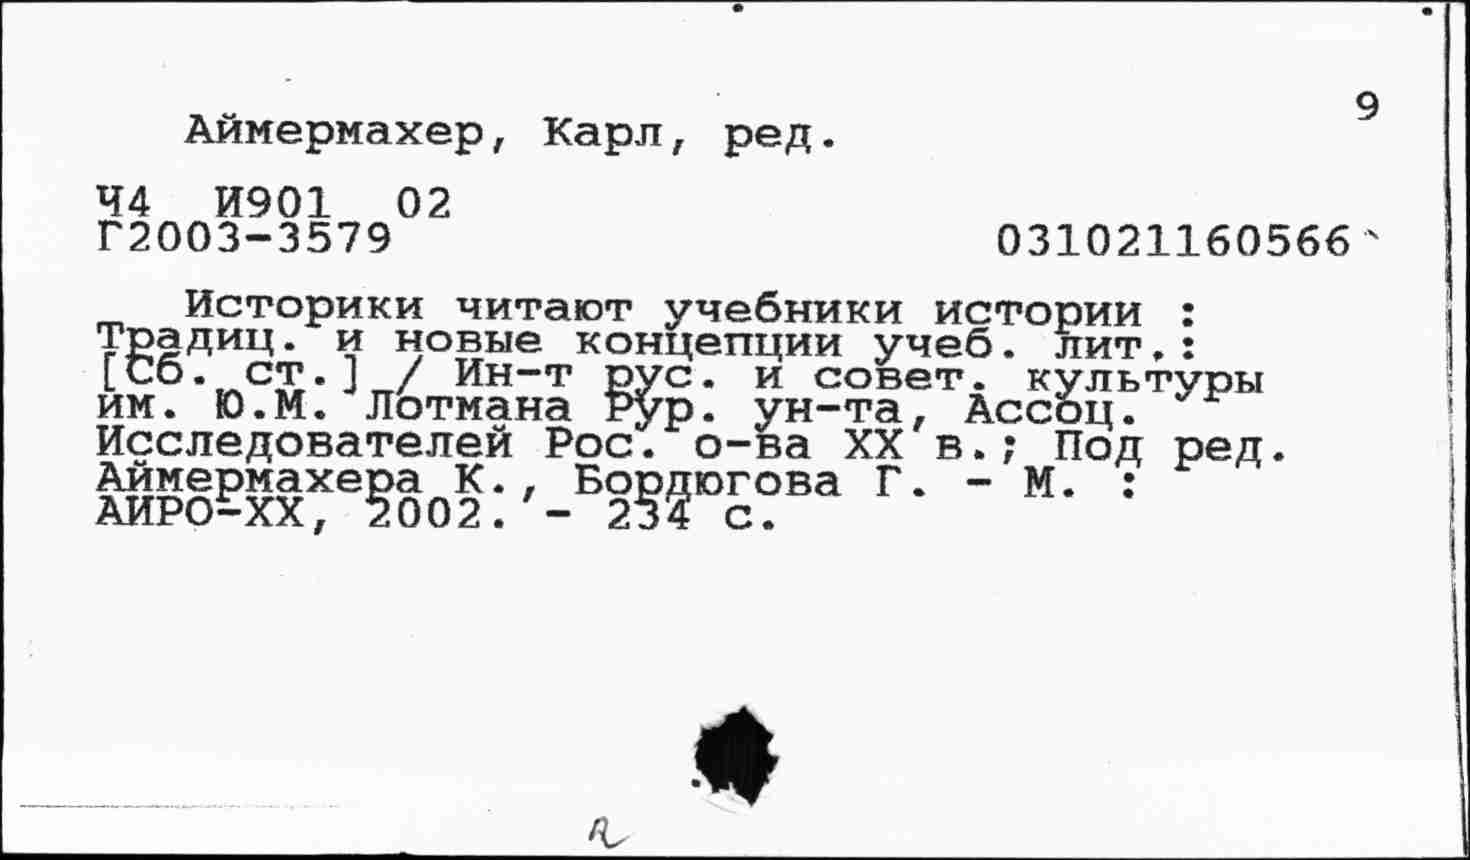 9
Аймермахер, Карл, ред.
Ч4 И901 02
Г2003-3579 031021160566
Историки читают учебники истории :
Традиц. и новые концепции учеб. лит.:
[Сб. ст.] / Ин-т рус. и совет. культуры
им. Ю.М. Лотмана Рур. ун-та, Ассоц.
Исследователей Рос. о-ва XX в.; Под ред.
Аймермахера К., Бордюгова Г. - М. :
АИРО-XX, 2002. - 234 с.